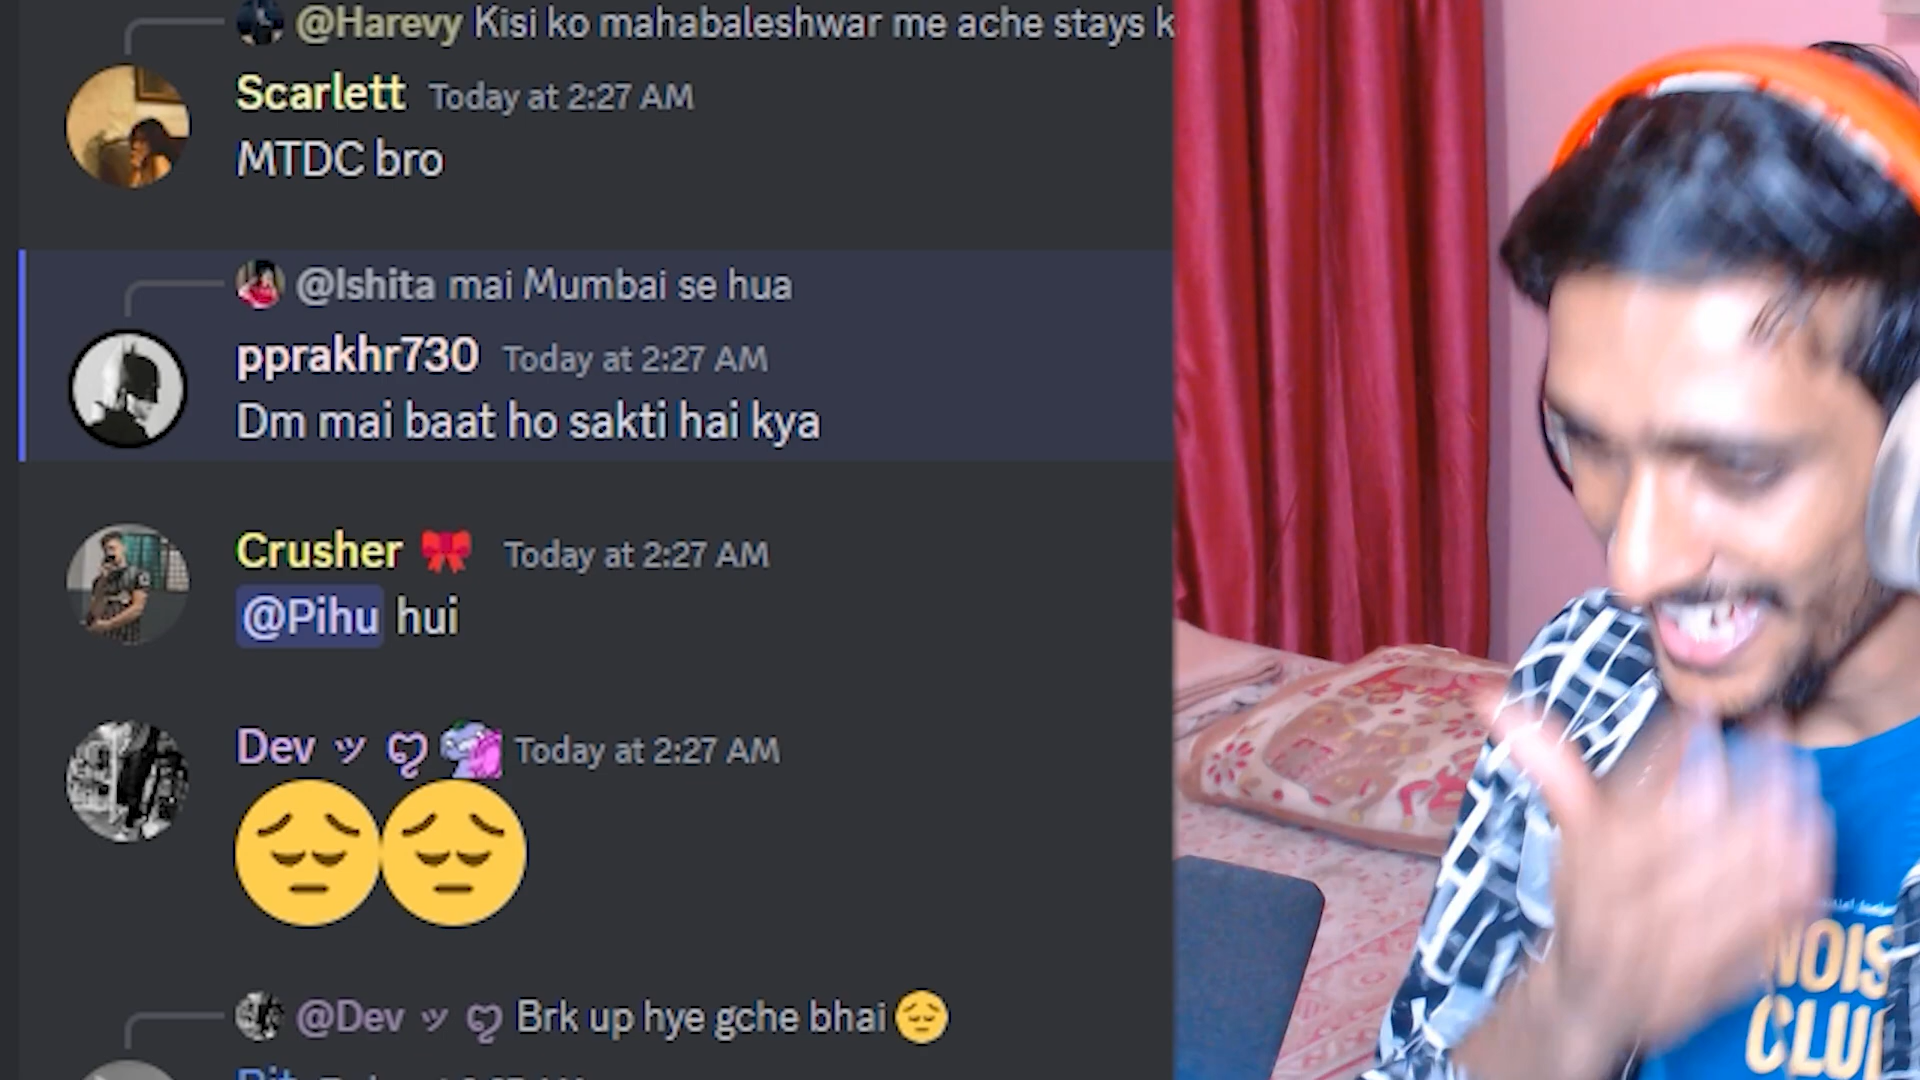 @Harevy Kisi ko mahabaleshwar me ache stays k
Scarlett Today at 2:27 AM
MTDC bro
@Ishita mai Mumbai se hua
pprakhr730 Today at 2:27 AM
Dm mai baat ho sakti hai kya
Crusher 🎀 Today at 2:27 AM
@Pihu hui
Dev ツ ღ Today at 2:27 AM
😔😔
@Dev ツ ღ Brk up hye gche bhai 😔
NOIS
CLU